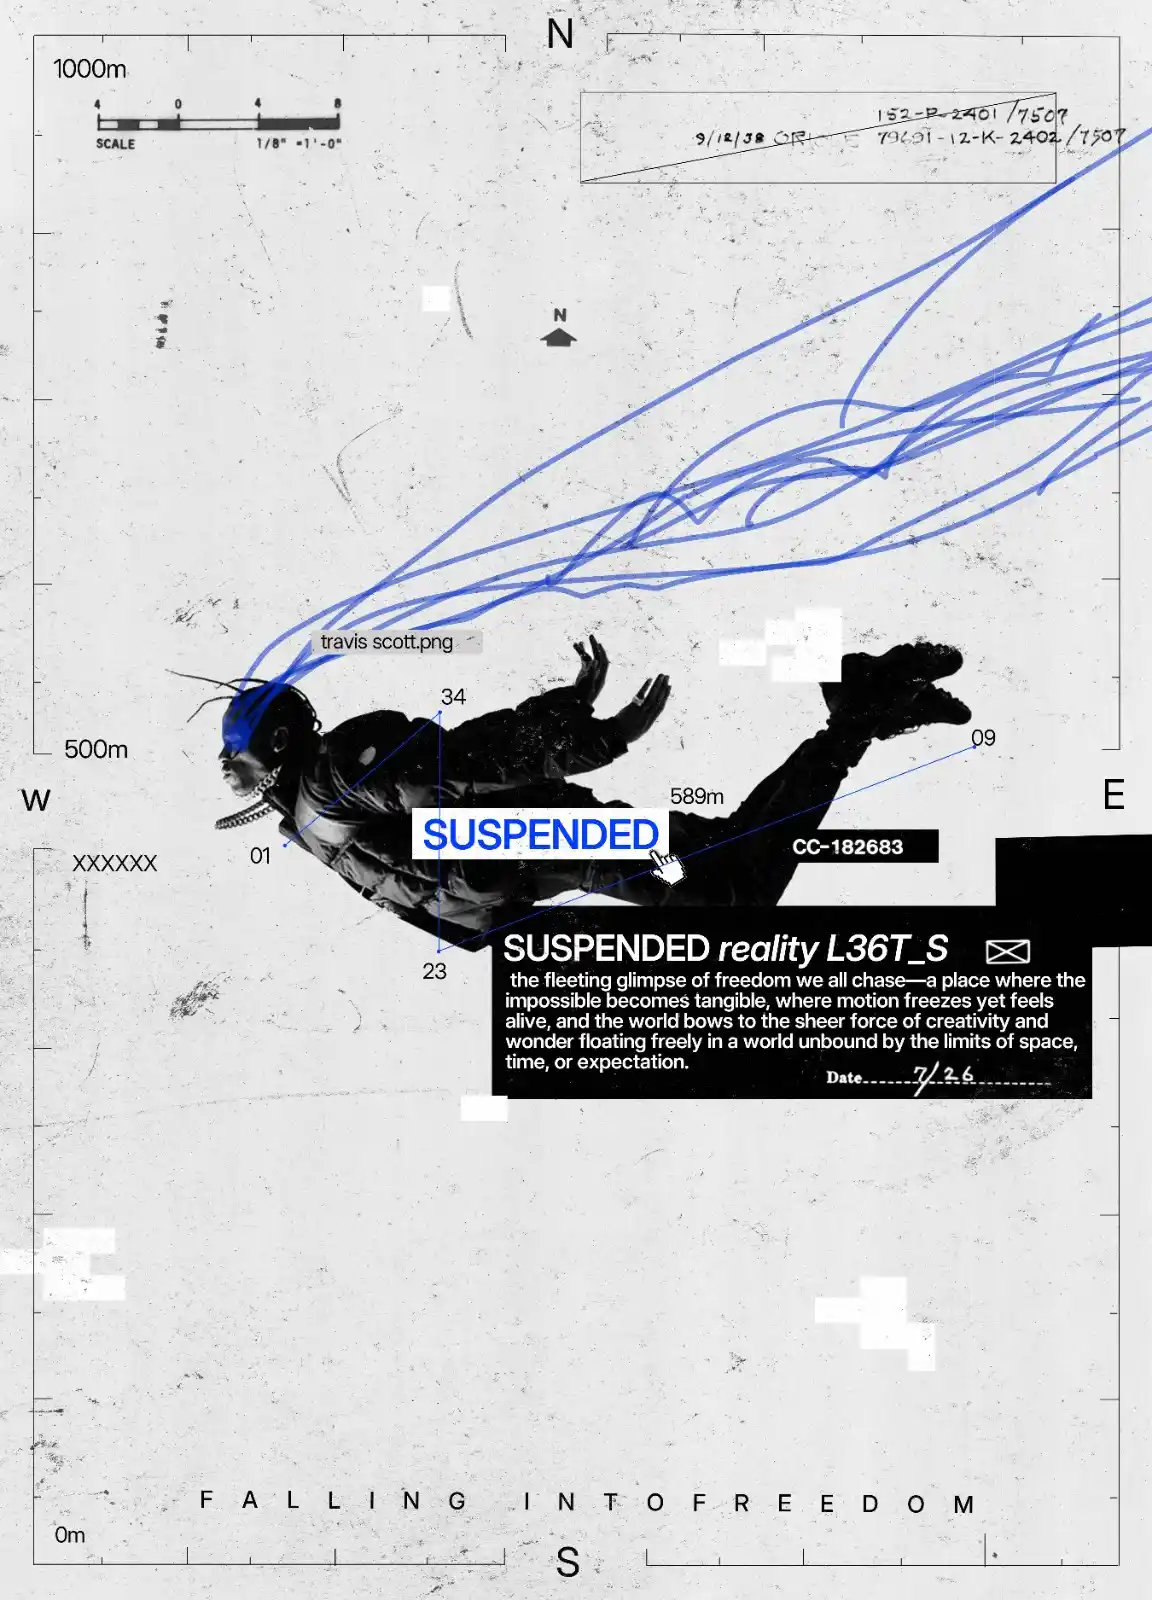 N
1000m
4 0 4 8
SCALE 1/8" =1'-0"
152-P-2401/7507
9/12/38 79691-12-K-2402/7507
N
travis scott.png
34
500m
09
W
E
589m
SUSPENDED
CC-182683
01
XXXXXX
SUSPENDED reality L36T_S
23
the fleeting glimpse of freedom we all chase—a place where the
impossible becomes tangible, where motion freezes yet feels
alive, and the world bows to the sheer force of creativity and
wonder floating freely in a world unbound by the limits of space,
time, or expectation.
Date 7/26
FALLING INTOFREEDOM
0m
S